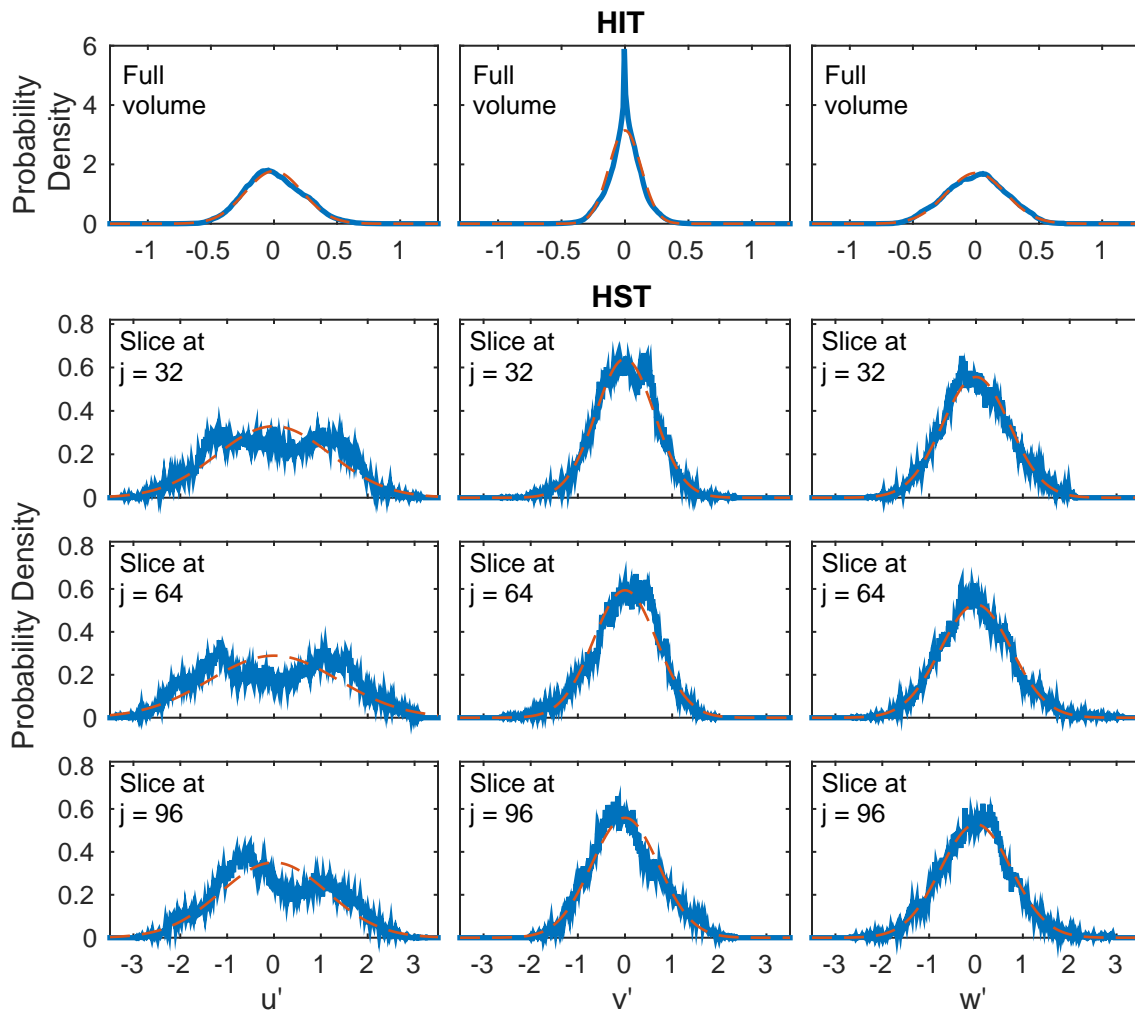 HIT
Probability
Density
6
4
2
0
Full
volume
Full
volume
Full
volume
-1 -0.5 0 0.5 1
-1 -0.5 0 0.5 1
-1 -0.5 0 0.5 1
HST
Probability Density
0.8
0.6
0.4
0.2
0
Slice at
j = 32
Slice at
j = 32
Slice at
j = 32
0.8
0.6
0.4
0.2
0
Slice at
j = 64
Slice at
j = 64
Slice at
j = 64
0.8
0.6
0.4
0.2
0
Slice at
j = 96
Slice at
j = 96
Slice at
j = 96
-3 -2 -1 0 1 2 3
-3 -2 -1 0 1 2 3
-3 -2 -1 0 1 2 3
u'
v'
w'